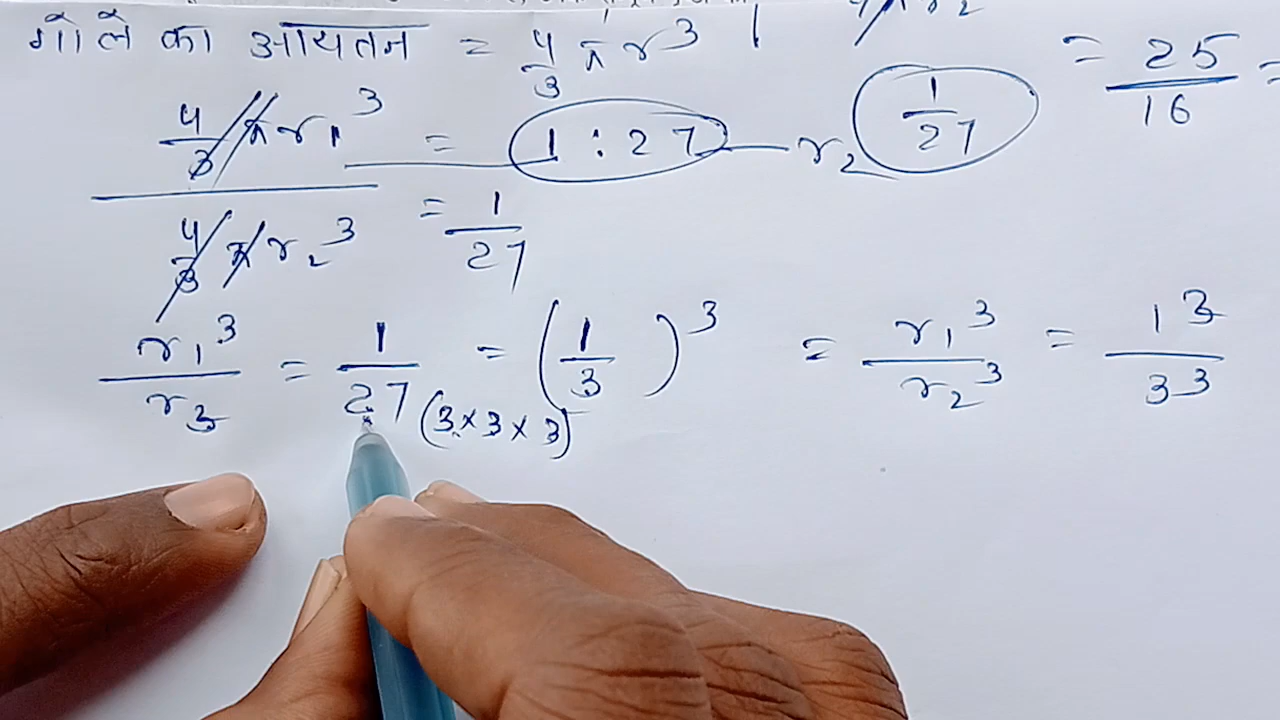 गोले का आयतन = 4/3 π r³ |
4/3 π r₁³ / 4/3 π r₂³ = 1 : 27 — r₂ 1/27 = 25/16 =
= 1/27
r₁³/r₃ = 1/27 (3×3×3) = (1/3)³ = r₁³/r₂³ = 1³/3³